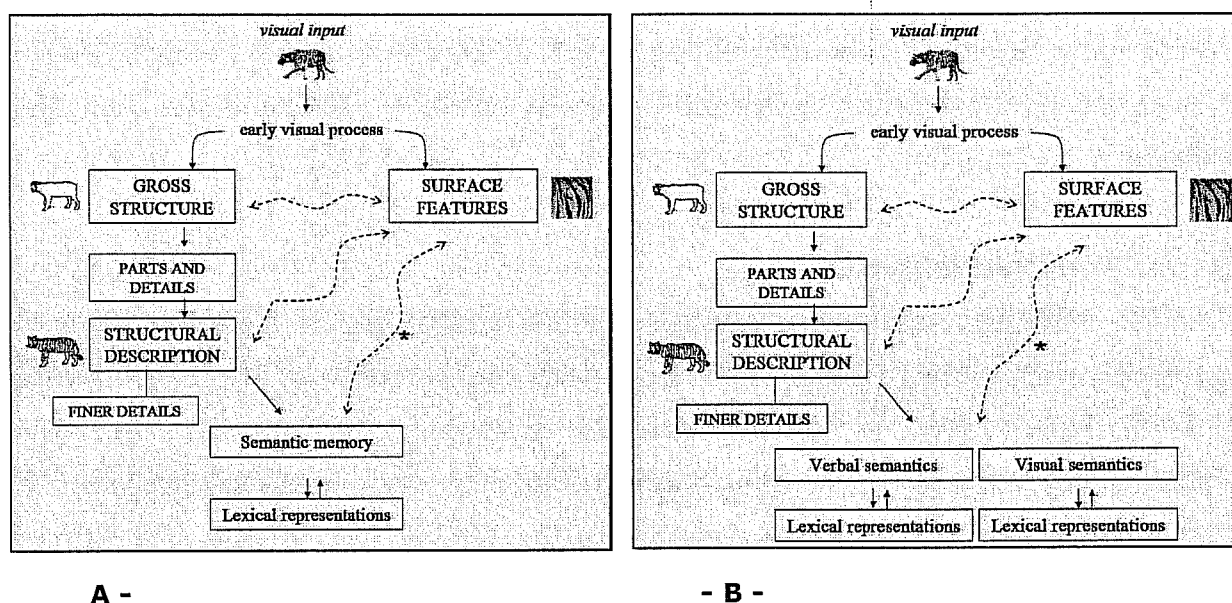 visual input
early visual process
GROSS
STRUCTURE
SURFACE
FEATURES
PARTS AND
DETAILS
STRUCTURAL
DESCRIPTION
*
FINER DETAILS
Semantic memory
Lexical representations
A -
visual input
early visual process
GROSS
STRUCTURE
SURFACE
FEATURES
PARTS AND
DETAILS
STRUCTURAL
DESCRIPTION
*
FINER DETAILS
Verbal semantics
Visual semantics
Lexical representations
Lexical representations
- B -